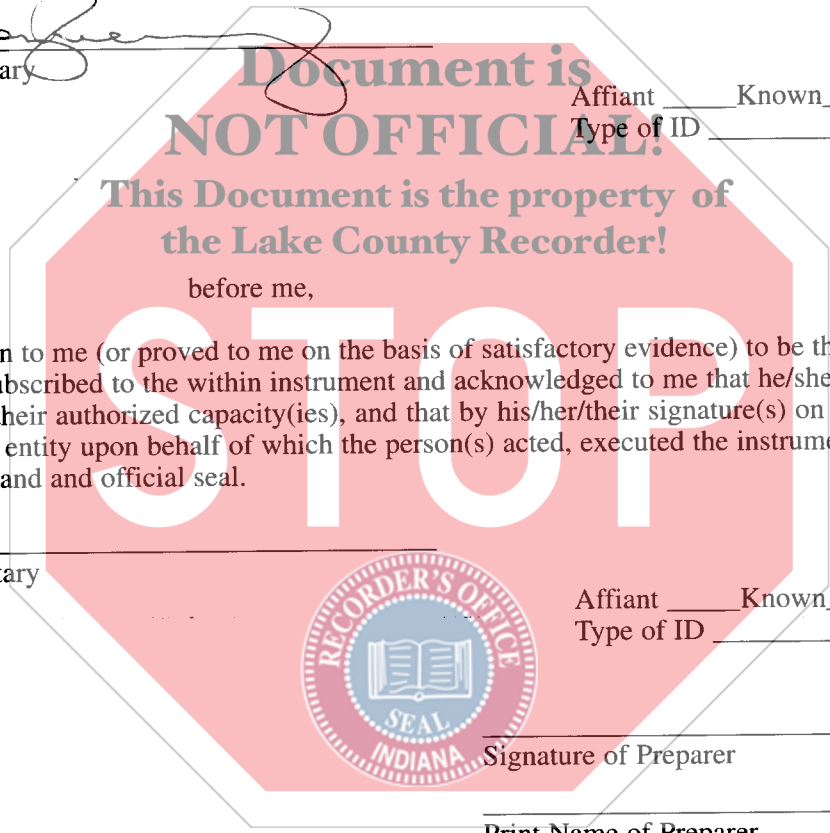 ary
Document is
Affiant _____Known_
NOT OFFICIAL!
Type of ID
This Document is the property of
the Lake County Recorder!
before me,
n to me (or proved to me on the basis of satisfactory evidence) to be th
ubscribed to the within instrument and acknowledged to me that he/she
heir authorized capacity(ies), and that by his/her/their signature(s) on
entity upon behalf of which the person(s) acted, executed the instrume
and and official seal.
STOP
tary
Affiant _____Known_
Type of ID
RECORDER'S OFFICE
SEAL
INDIANA
Signature of Preparer
Print Name of Preparer